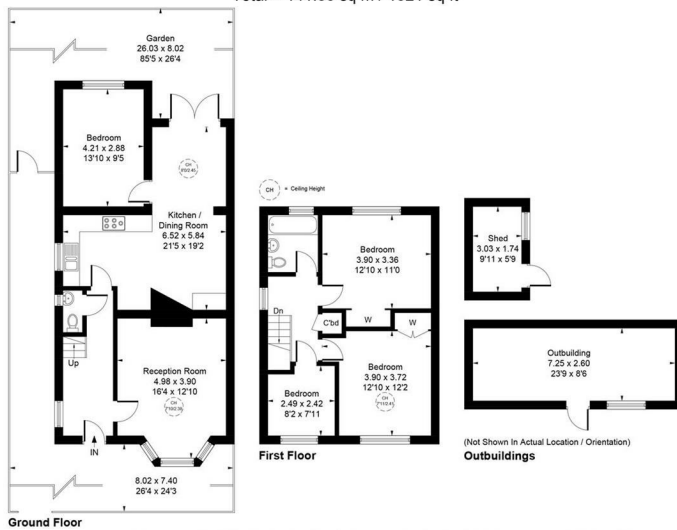 Garden
26.03 x 8.02
85'5 x 26'4
Bedroom
4.21 x 2.88
13'10 x 9'5
CH
Kitchen /
Dining Room
6.52 x 5.84
21'5 x 19'2
Up
Reception Room
4.98 x 3.90
16'4 x 12'10
CH
IN
8.02 x 7.40
26'4 x 24'3
Ground Floor
CH = Ceiling Height
Bedroom
3.90 x 3.36
12'10 x 11'0
Dn
C'bd
W
W
Bedroom
3.90 x 3.72
12'10 x 12'2
CH
Bedroom
2.49 x 2.42
8'2 x 7'11
First Floor
Shed
3.03 x 1.74
9'11 x 5'9
Outbuilding
7.25 x 2.60
23'9 x 8'6
(Not Shown In Actual Location / Orientation)
Outbuildings